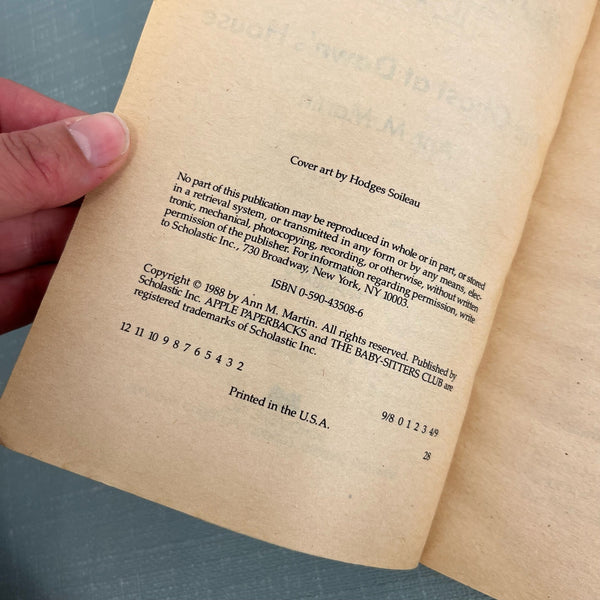 Cover art by Hodges Soileau
No part of this publication may be reproduced in whole or in part, or stored
in a retrieval system, or transmitted in any form or by any means, elec-
tronic, mechanical, photocopying, recording, or otherwise, without written
permission of the publisher. For information regarding permission, write
to Scholastic Inc., 730 Broadway, New York, NY 10003.
ISBN 0-590-43508-6
Copyright © 1988 by Ann M. Martin. All rights reserved. Published by
Scholastic Inc. APPLE PAPERBACKS and THE BABY-SITTERS CLUB are
registered trademarks of Scholastic Inc.
12 11 10 9 8 7 6 5 4 3 2
9/8 0 1 2 3 4/9
Printed in the U.S.A.
28